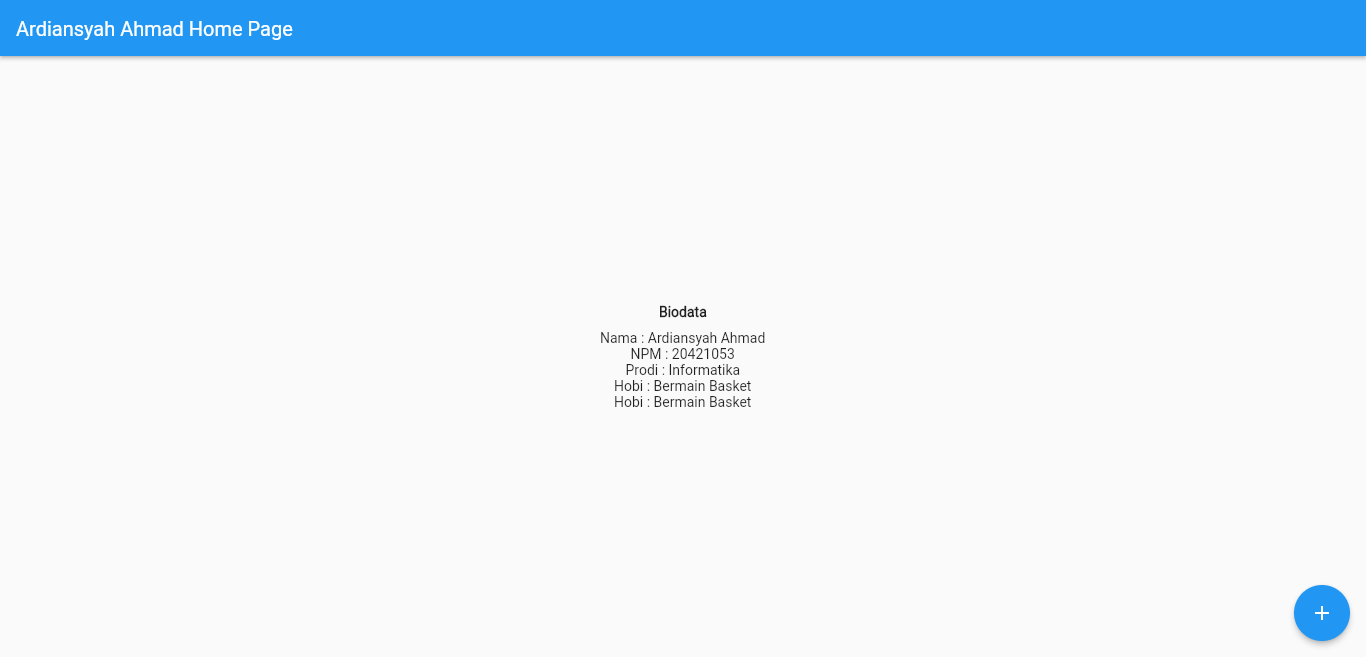 Ardiansyah Ahmad Home Page
Biodata
Nama : Ardiansyah Ahmad
NPM : 20421053
Prodi : Informatika
Hobi : Bermain Basket
Hobi : Bermain Basket